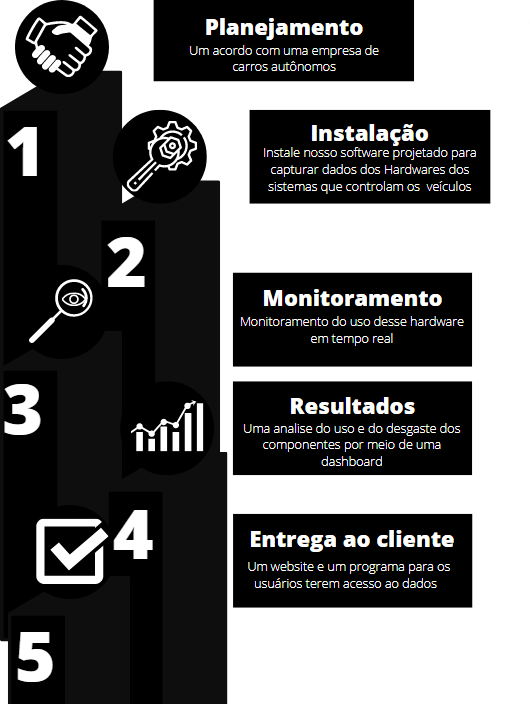 Planejamento
Um acordo com uma empresa de
carros autônomos
1
Instalação
Instale nosso software projetado para
capturar dados dos Hardwares dos
sistemas que controlam os veículos
2
Monitoramento
Monitoramento do uso desse hardware
em tempo real
3
Resultados
Uma analise do uso e do desgaste dos
componentes por meio de uma
dashboard
4
Entrega ao cliente
Um website e um programa para os
usuários terem acesso ao dados
5